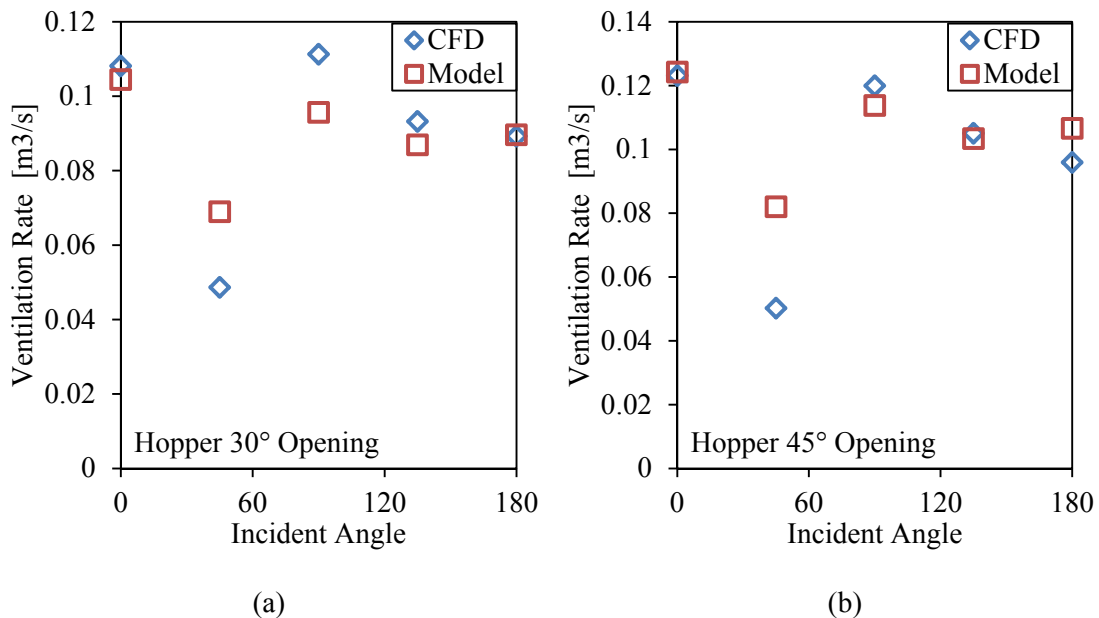 0.12
0.1
0.08
0.06
0.04
0.02
0
Ventilation Rate [m3/s]
CFD
Model
Hopper 30° Opening
0 60 120 180
Incident Angle
(a)
0.14
0.12
0.1
0.08
0.06
0.04
0.02
0
Ventilation Rate [m3/s]
CFD
Model
Hopper 45° Opening
0 60 120 180
Incident Angle
(b)